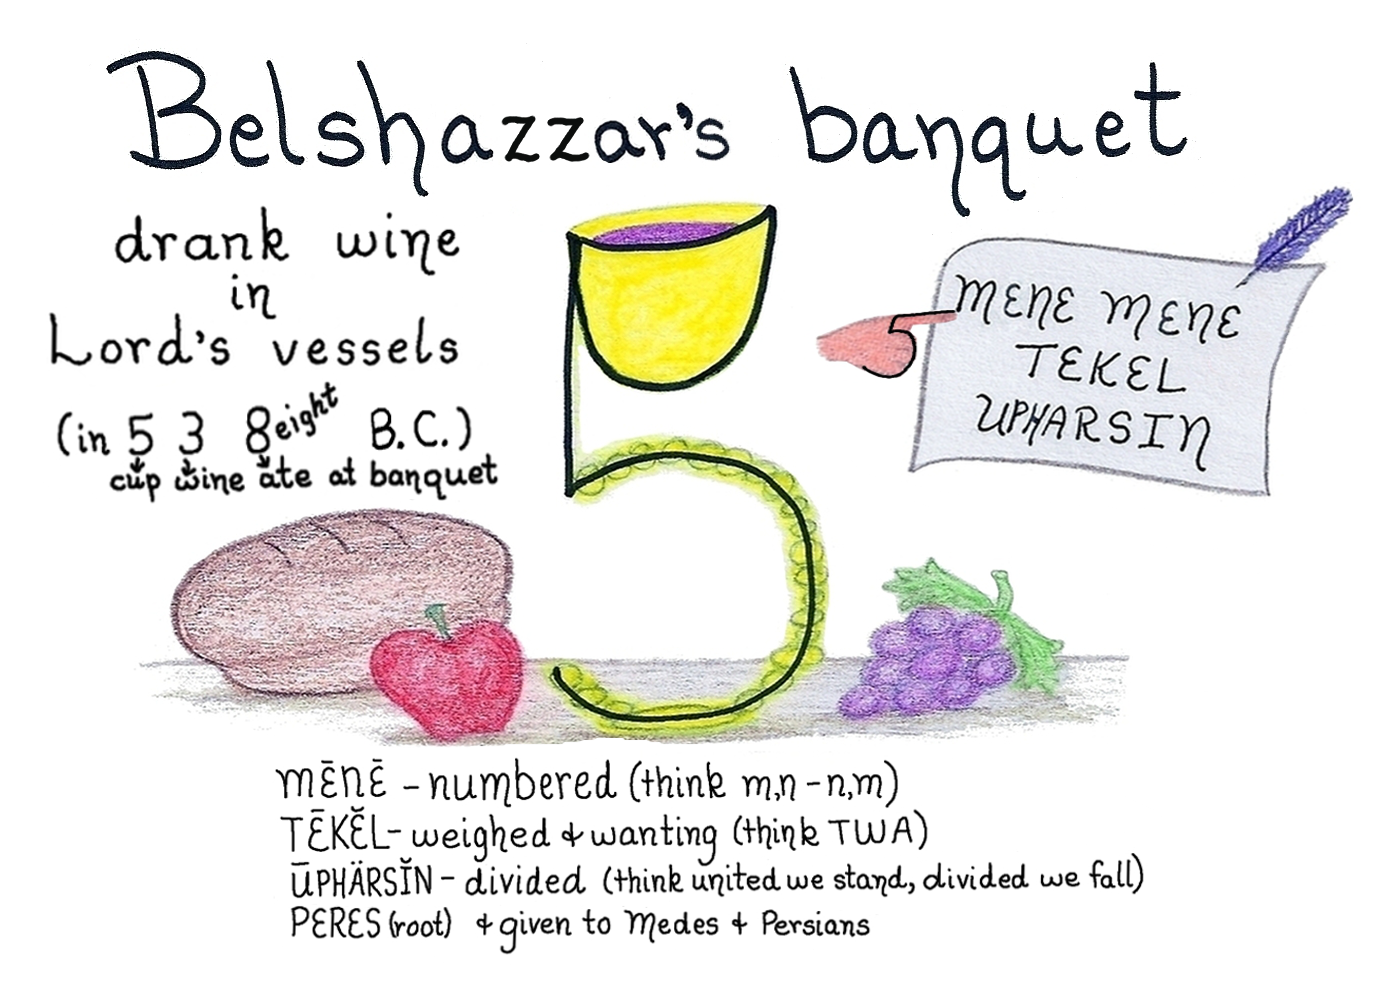 Belshazzar's banquet
drank wine
in
Lord's vessels
(in 5 3 8eight B.C.)
cup wine ate at banquet
MENE MENE
TEKEL
UPHARSIN
5
MĒNĒ - numbered (think m,n - n,m)
TĒKĔL - weighed & wanting (think TWA)
ŪPHÄRSĬN - divided (think united we stand, divided we fall)
PERES (root) & given to Medes & Persians